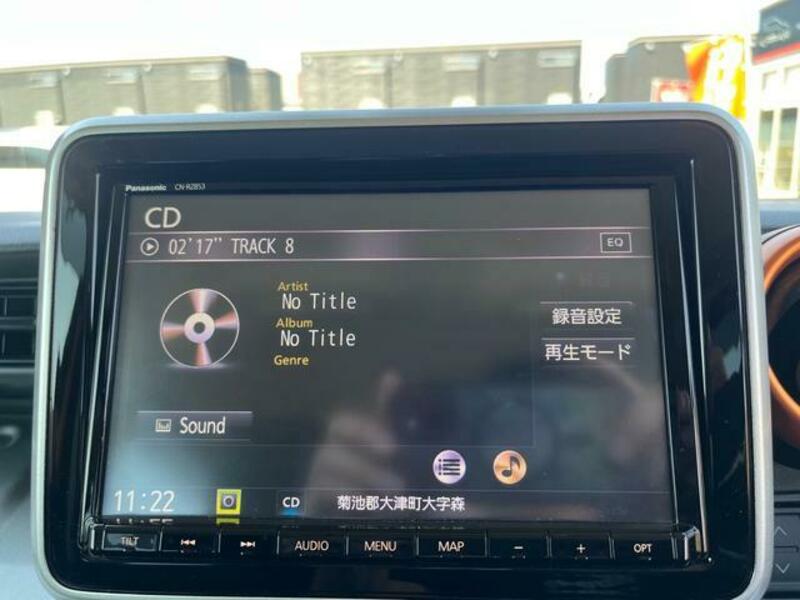 Panasonic CN-RZ853
CD
02'17" TRACK 8 EQ
Artist
No Title
Album
No Title
Genre
録音設定
再生モード
Sound
11:22 CD 菊池郡大津町大字森
TILT AUDIO MENU MAP − + OPT